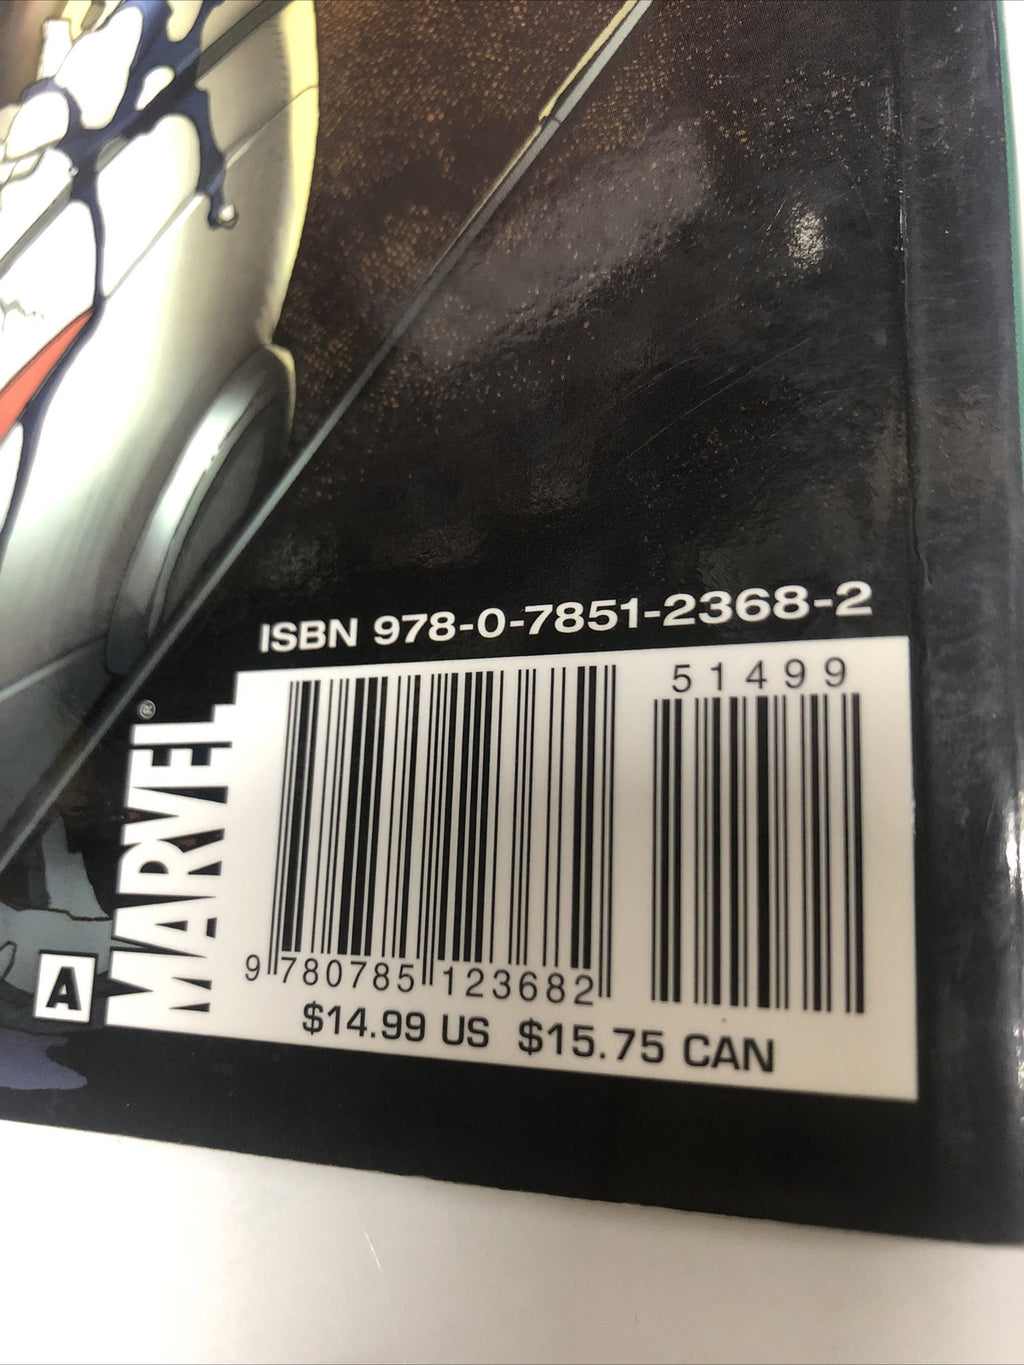 ISBN 978-0-7851-2368-2
51499
MARVEL®
9 780785 123682
A
$14.99 US $15.75 CAN